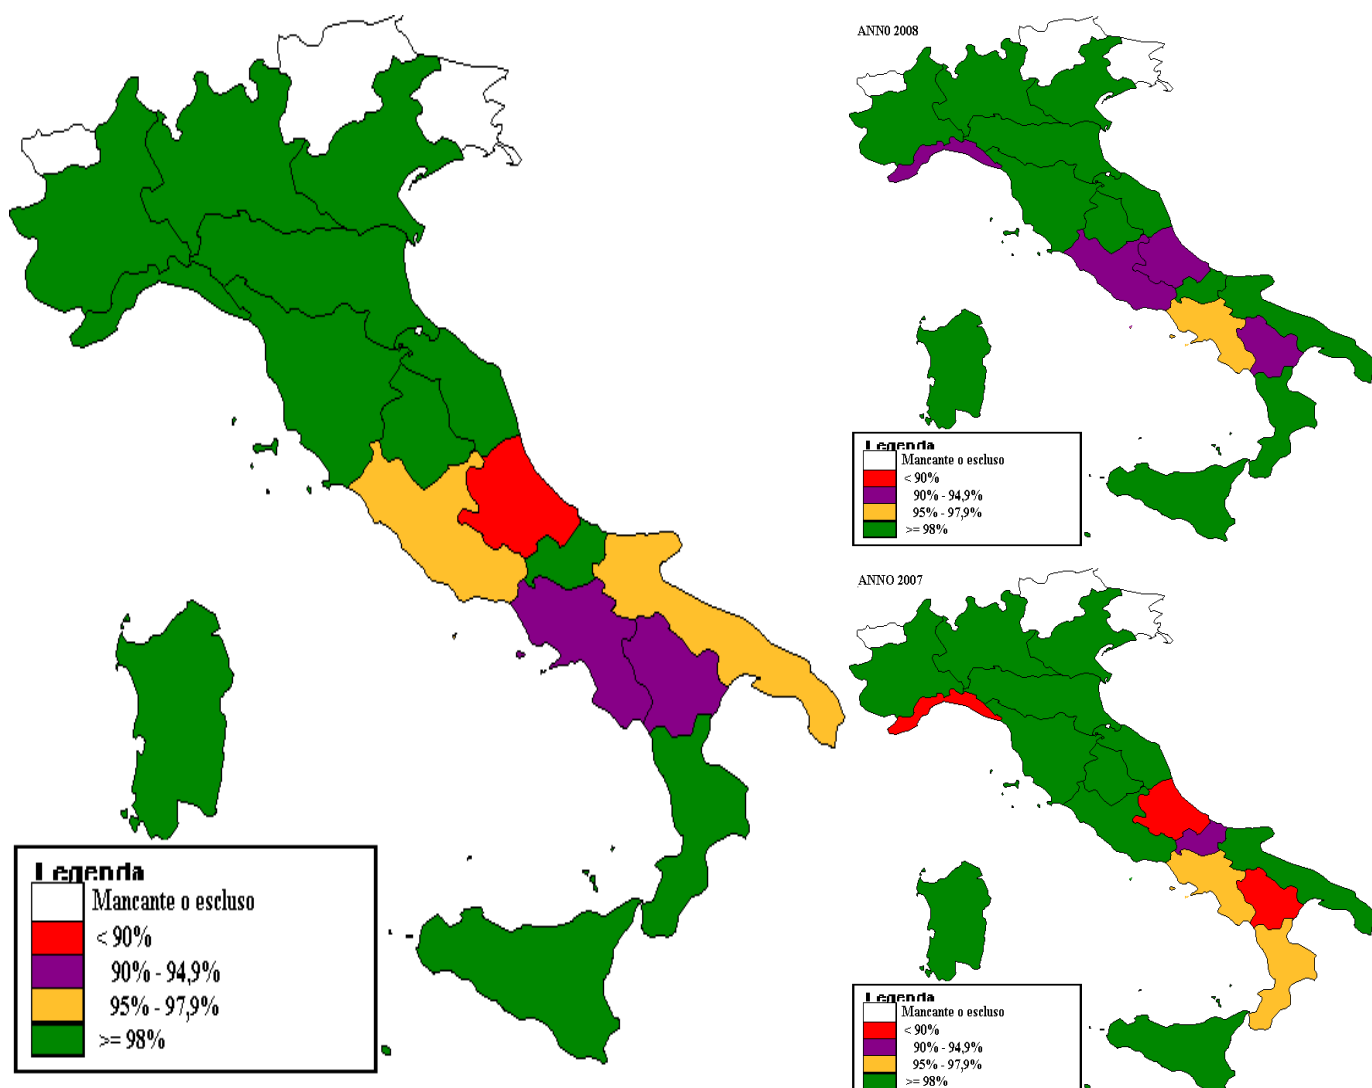 Legenda
Mancante o escluso
< 90%
90% - 94,9%
95% - 97,9%
>= 98%
ANN0 2008
Legenda
Mancante o escluso
< 90%
90% - 94,9%
95% - 97,9%
>= 98%
ANNO 2007
Legenda
Mancante o escluso
< 90%
90% - 94,9%
95% - 97,9%
>= 98%